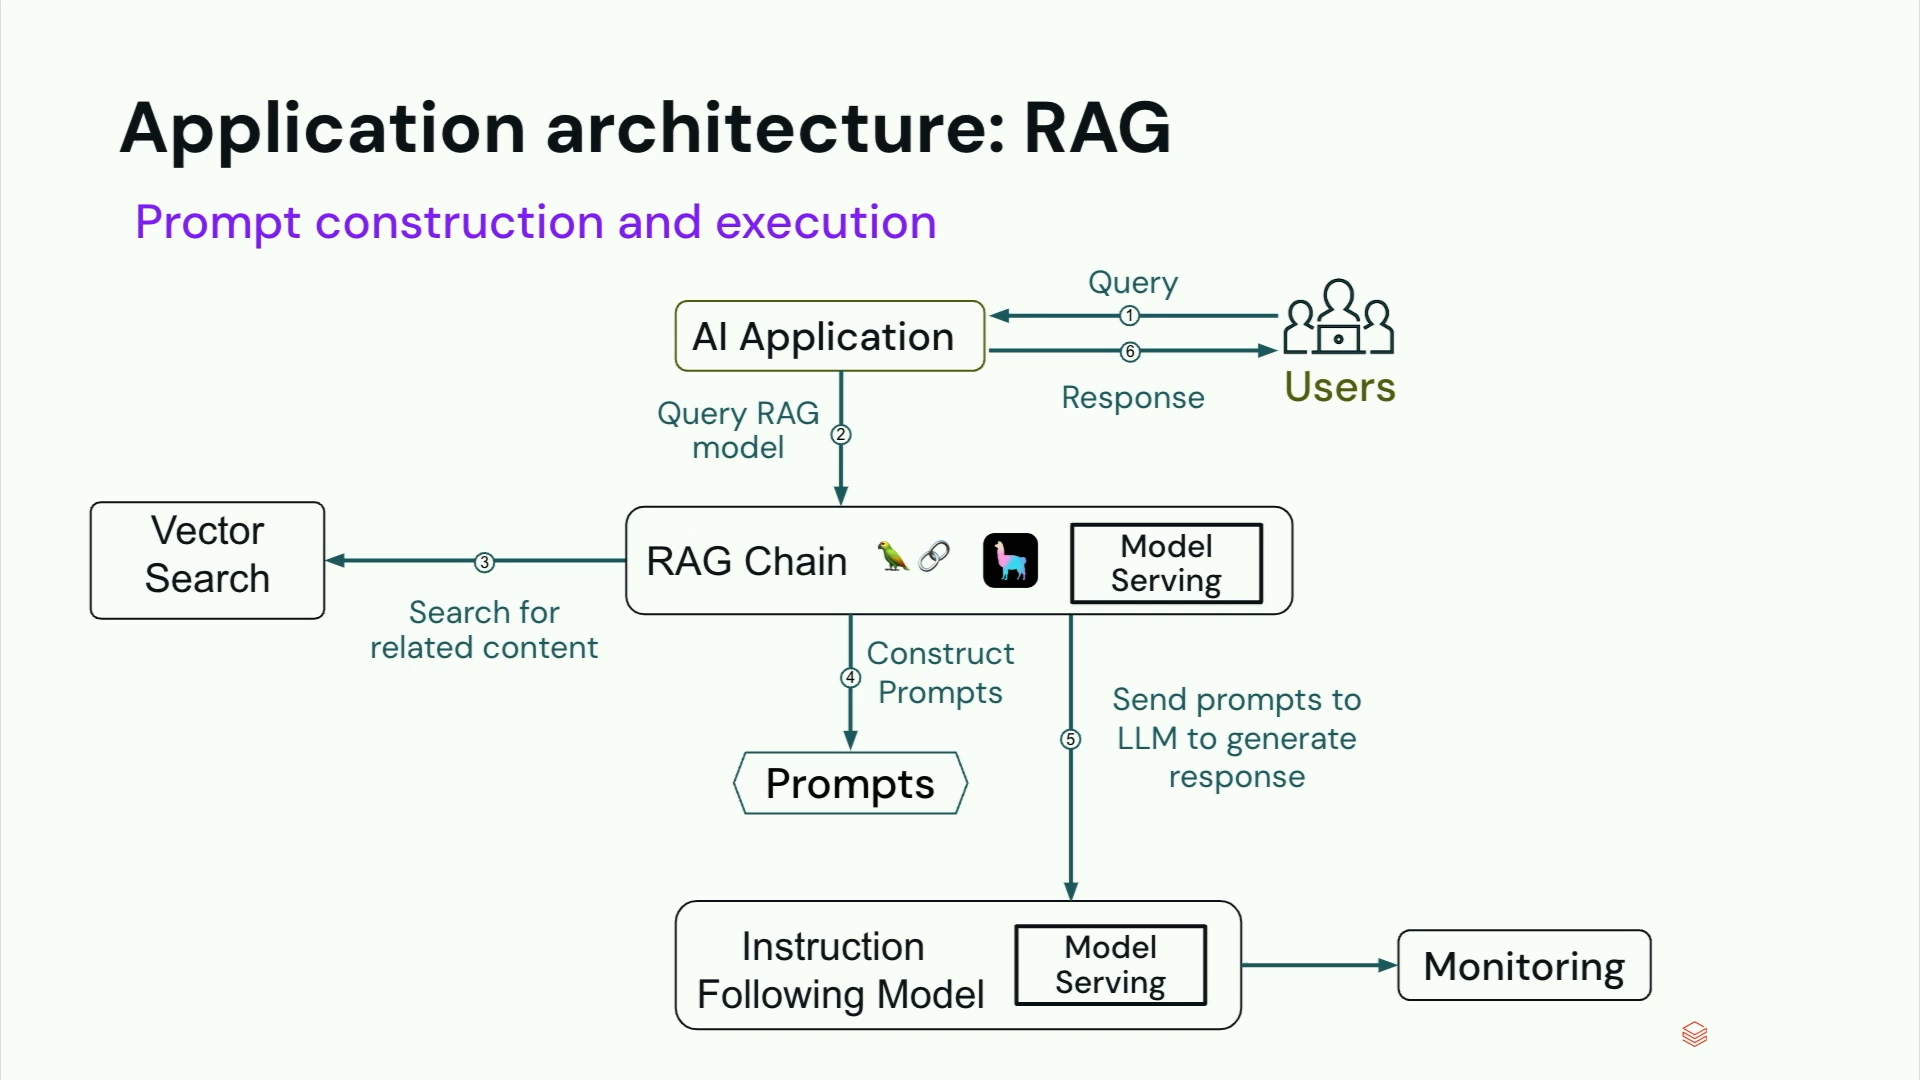 Application architecture: RAG
Prompt construction and execution
Query
1
AI Application
6
Response
Users
Query RAG
model
2
Vector
Search
3
Search for
related content
RAG Chain
Model
Serving
4
Construct
Prompts
5
Send prompts to
LLM to generate
response
Prompts
Instruction
Following Model
Model
Serving
Monitoring